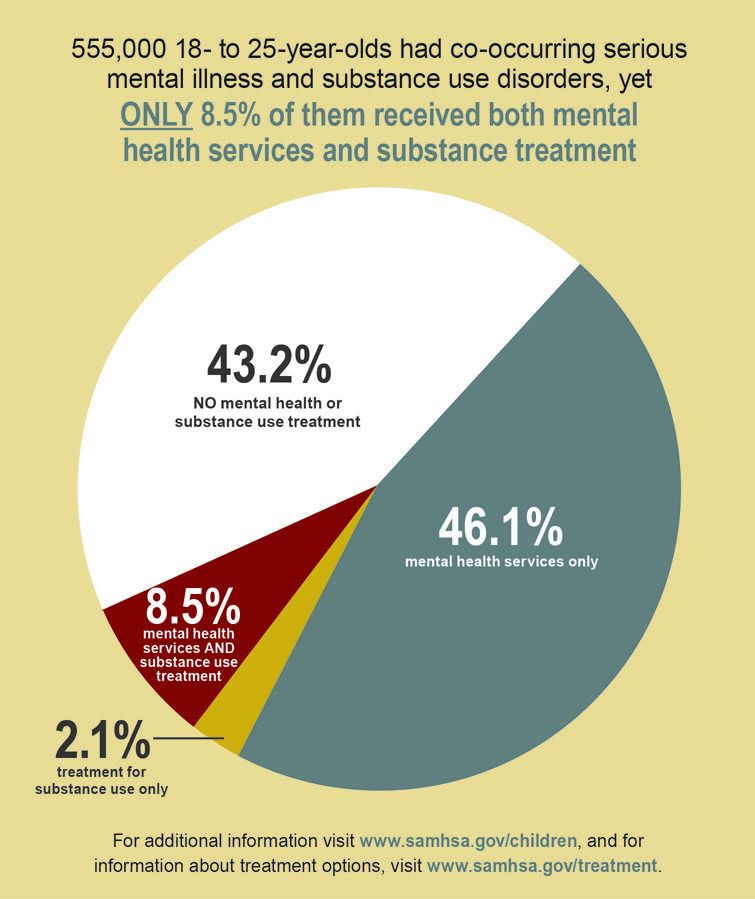 555,000 18- to 25-year-olds had co-occurring serious
mental illness and substance use disorders, yet
ONLY 8.5% of them received both mental
health services and substance treatment
43.2%
NO mental health or
substance use treatment
46.1%
mental health services only
8.5%
mental health
services AND
substance use
treatment
2.1%
treatment for
substance use only
For additional information visit www.samhsa.gov/children, and for
information about treatment options, visit www.samhsa.gov/treatment.